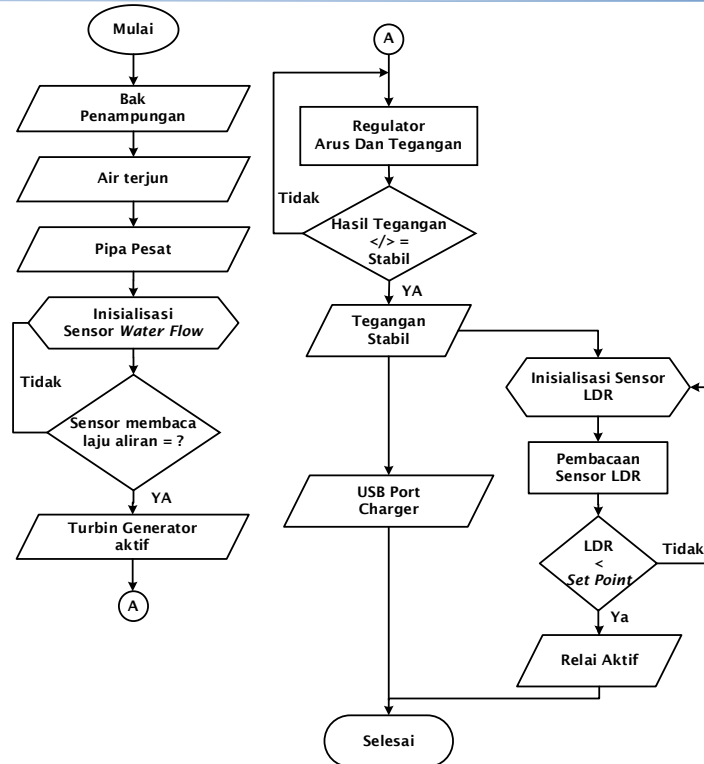 Mulai
Bak
Penampungan
Air terjun
Pipa Pesat
Inisialisasi
Sensor Water Flow
Tidak
Sensor membaca
laju aliran = ?
YA
Turbin Generator
aktif
A
A
Regulator
Arus Dan Tegangan
Tidak
Hasil Tegangan
</> =
Stabil
YA
Tegangan
Stabil
USB Port
Charger
Inisialisasi Sensor
LDR
Pembacaan
Sensor LDR
LDR
<
Set Point
Tidak
Ya
Relai Aktif
Selesai